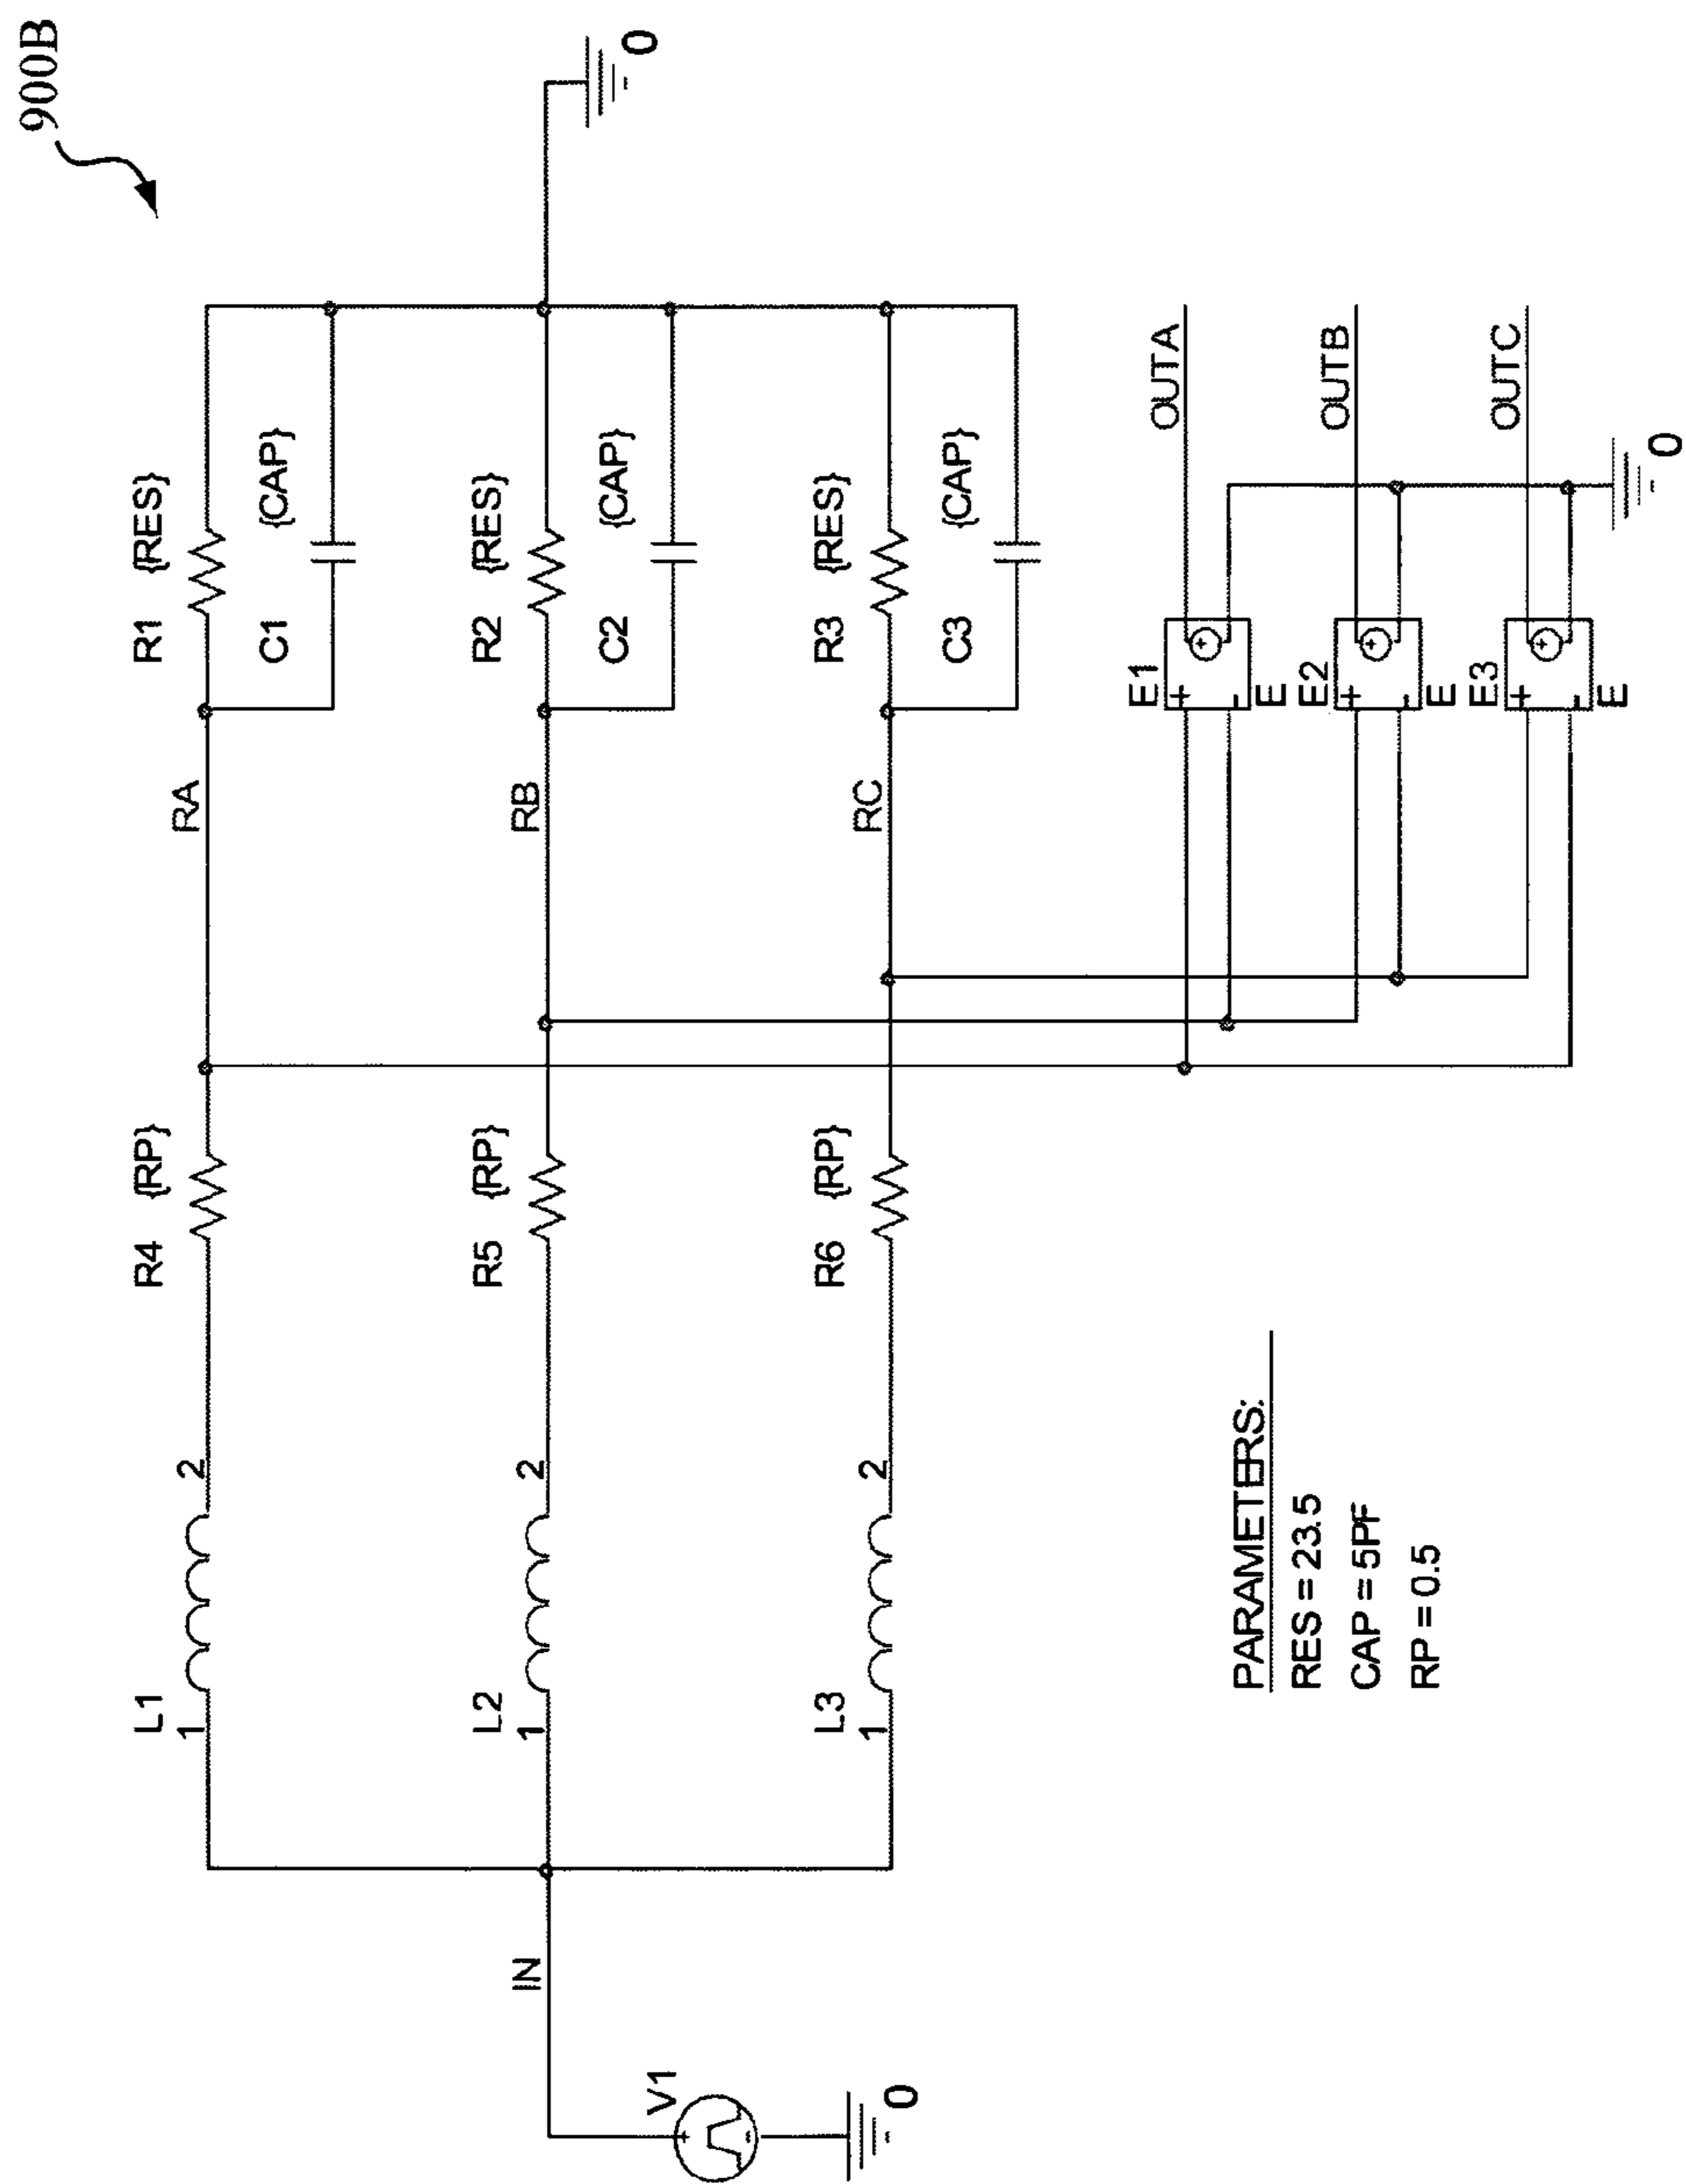 900B
L1
1
2
R4 {RP}
RA
R1 {RES}
C1 {CAP}
0
V1
0
IN
L2
1
2
R5 {RP}
RB
R2 {RES}
C2 {CAP}
L3
1
2
R6 {RP}
RC
R3 {RES}
C3 {CAP}
E1
+
-
+
E
OUTA
E2
+
-
+
E
OUTB
E3
+
-
+
E
OUTC
0
PARAMETERS:
RES = 23.5
CAP = 5PF
RP = 0.5